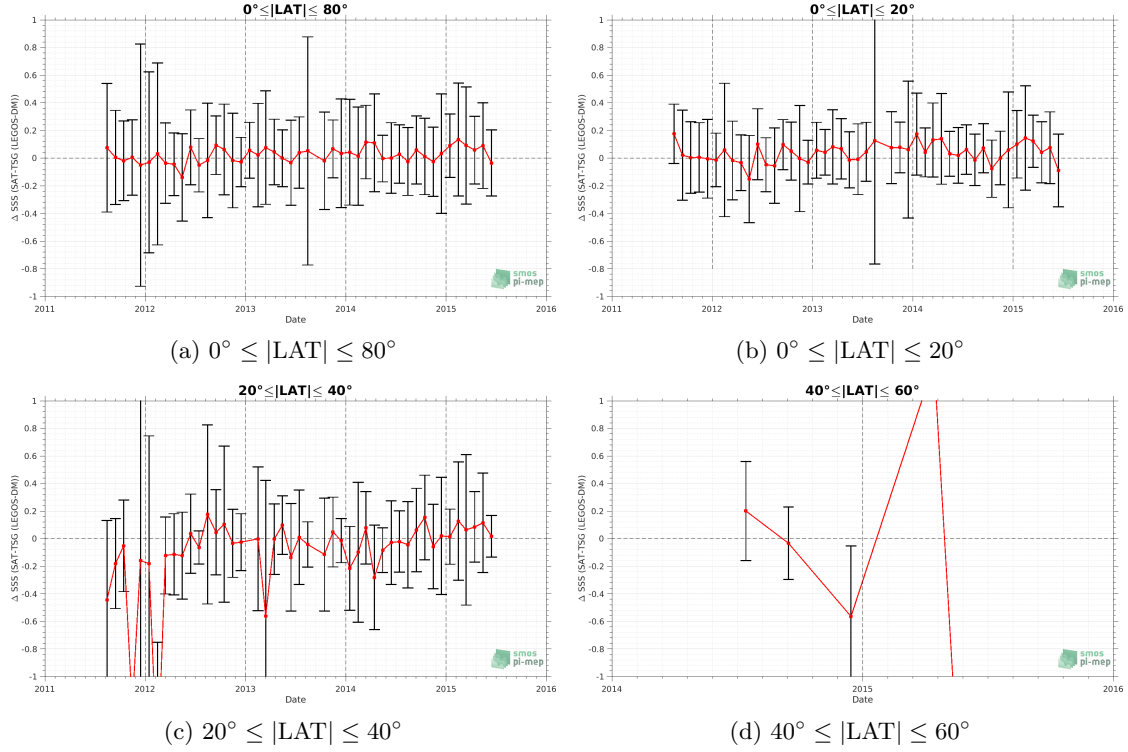 0°≤|LAT|≤ 80°
Δ SSS (SAT-TSG (LEGOS-DM))
1
0.8
0.6
0.4
0.2
0
-0.2
-0.4
-0.6
-0.8
-1
2011
2012
2013
2014
2015
2016
Date
smos
pi-mep
(a) 0° ≤ |LAT| ≤ 80°
0°≤|LAT|≤ 20°
Δ SSS (SAT-TSG (LEGOS-DM))
1
0.8
0.6
0.4
0.2
0
-0.2
-0.4
-0.6
-0.8
-1
2011
2012
2013
2014
2015
2016
Date
smos
pi-mep
(b) 0° ≤ |LAT| ≤ 20°
20°≤|LAT|≤ 40°
Δ SSS (SAT-TSG (LEGOS-DM))
1
0.8
0.6
0.4
0.2
0
-0.2
-0.4
-0.6
-0.8
-1
2011
2012
2013
2014
2015
2016
Date
smos
pi-mep
(c) 20° ≤ |LAT| ≤ 40°
40°≤|LAT|≤ 60°
Δ SSS (SAT-TSG (LEGOS-DM))
1
0.8
0.6
0.4
0.2
0
-0.2
-0.4
-0.6
-0.8
-1
2014
2015
2016
Date
smos
pi-mep
(d) 40° ≤ |LAT| ≤ 60°